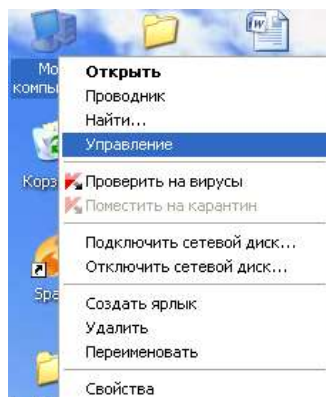 Мо
компь
Открыть
Проводник
Найти...
Управление
Корз
Проверить на вирусы
Поместить на карантин
Подключить сетевой диск...
Отключить сетевой диск...
Spa
Создать ярлык
Удалить
Переименовать
Свойства